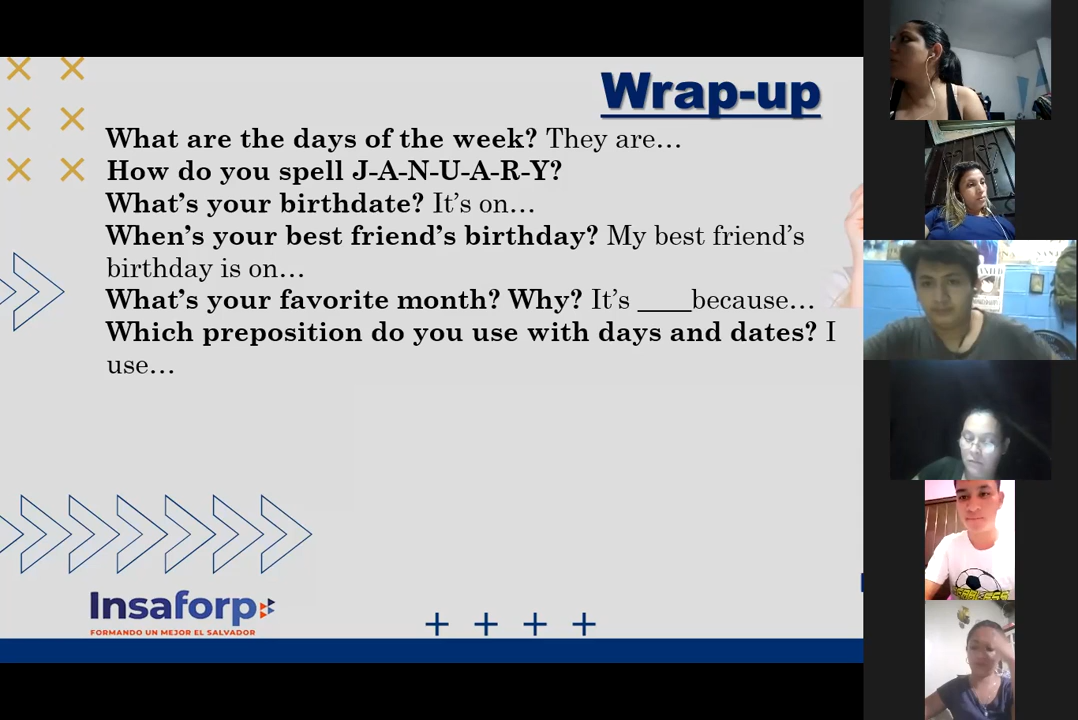 Wrap-up
What are the days of the week? They are…
How do you spell J-A-N-U-A-R-Y?
What's your birthdate? It's on…
When's your best friend's birthday? My best friend's
birthday is on…
What's your favorite month? Why? It's ____because…
Which preposition do you use with days and dates? I
use…
Insaforp
FORMANDO UN MEJOR EL SALVADOR